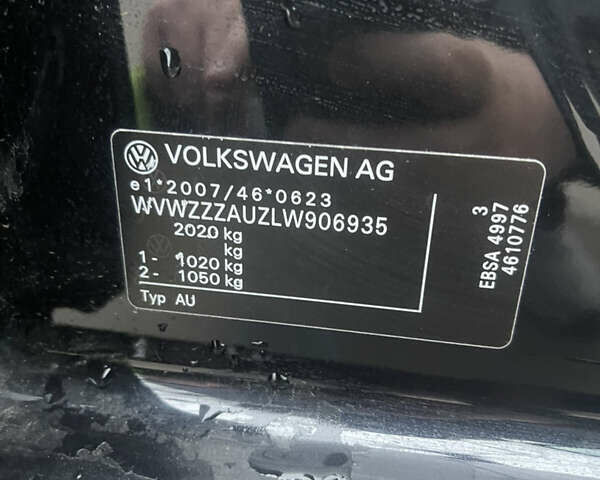 VOLKSWAGEN AG
e1*2007/46*0623
WVWZZZAUZLW906935
2020 kg
kg
1- 1020 kg
2- 1050 kg
Typ AU
3
EBSA 4997
4610776